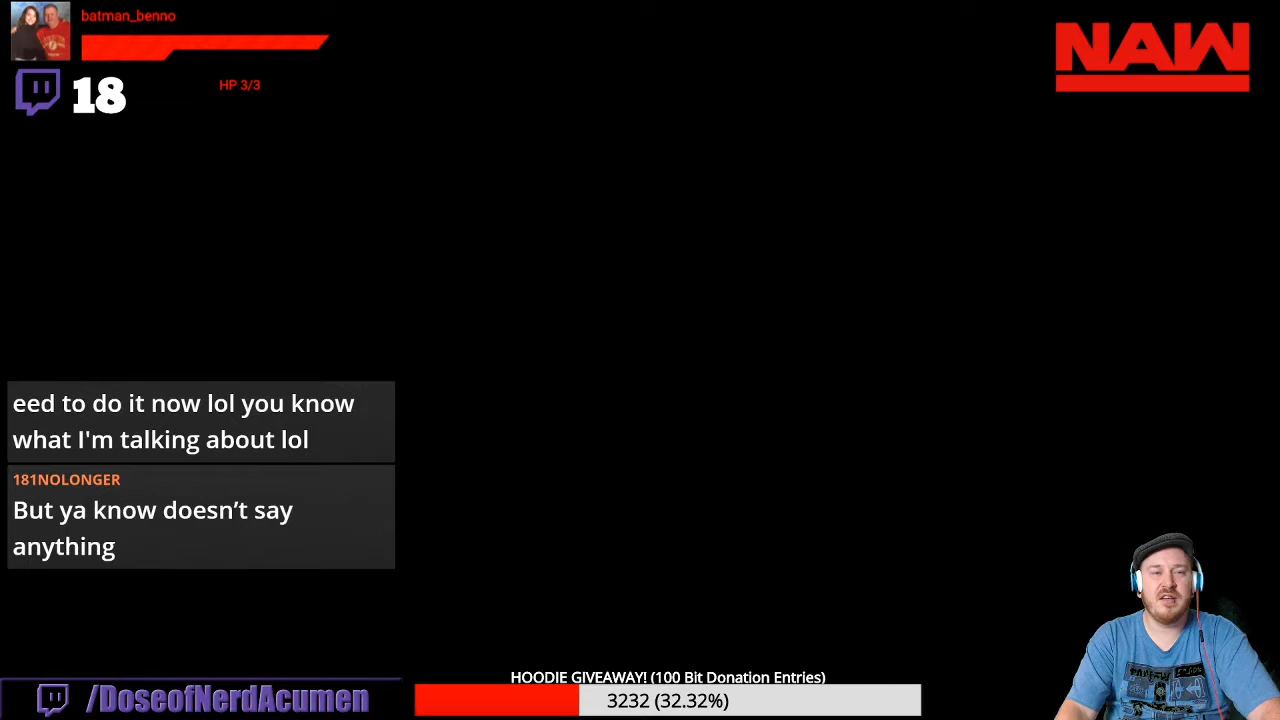 batman_benno
HP 3/3
18
NAW
eed to do it now lol you know
what I'm talking about lol
181NOLONGER
But ya know doesn’t say
anything
HOODIE GIVEAWAY! (100 Bit Donation Entries)
/DoseofNerdAcumen
3232 (32.32%)